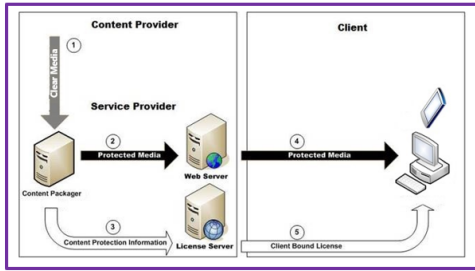 Content Provider
Client
1
Clear Media
Service Provider
2
Protected Media
4
Protected Media
Web Server
Content Packager
3
Content Protection Information
License Server
5
Client Bound License